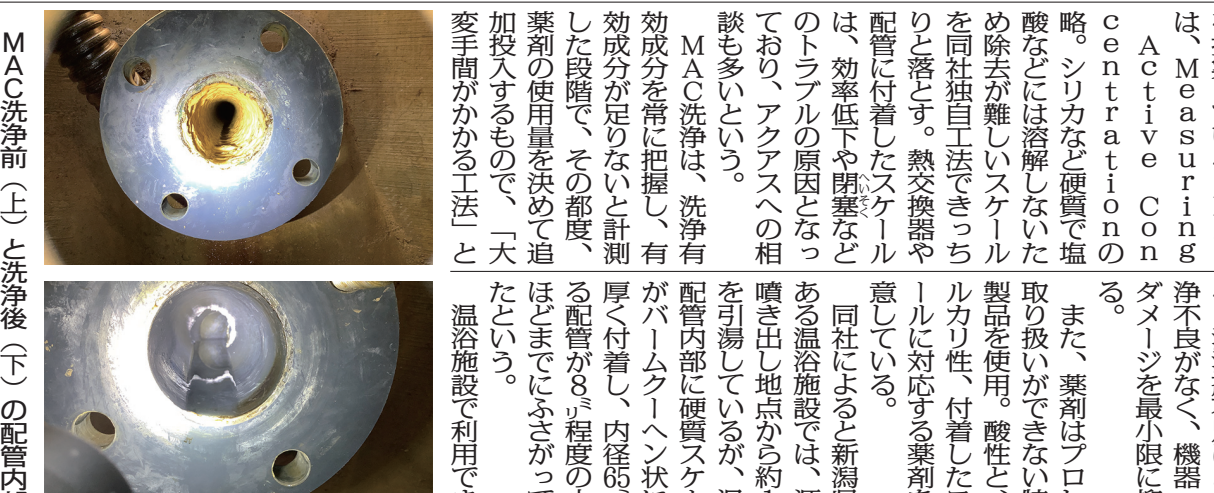 は、Measuring
Active Con
centrationの
略。シリカなど硬質で塩
酸などには溶解しないた
め除去が難しいスケール
を同社独自工法できっち
りと落とす。熱交換器や
配管に付着したスケール
は、効率低下や閉塞など
へいそく
のトラブルの原因となっ
ており、アクアスへの相
談も多いという。
MAC洗浄は、洗浄有
効成分を常に把握し、有
効成分が足りないと計測
した段階で、その都度、
薬剤の使用量を決めて追
加投入するもので、「大
変手間がかかる工法」と
浄不良がなく、機器
ダメージを最小限に
る。
また、薬剤はプロ
取り扱いができない
製品を使用。酸性と、
ルカリ性、付着した
ールに対応する薬剤
意している。
同社によると新潟
ある温浴施設では、
噴き出し地点から約
を引湯しているが、
配管内部に硬質ス
がバームクーヘン状
厚く付着し、内径65
る配管が8㍉程度の
ほどまでにふさがって
たという。
温浴施設で利用でき
MAC洗浄前（上）と洗浄後（下）の配管内